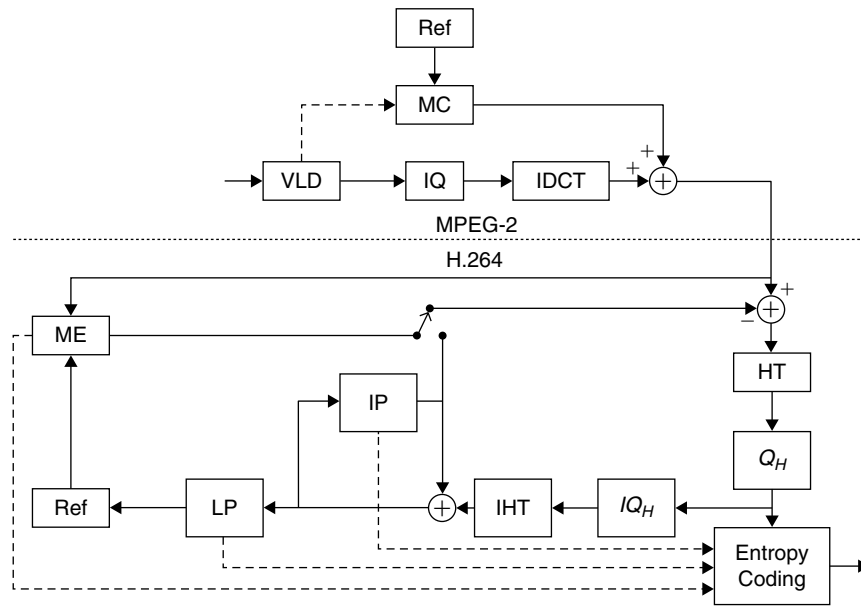 Ref
MC
+
+
VLD
IQ
IDCT
+
MPEG-2
H.264
+
ME
−
+
HT
IP
Q_H
Ref
LP
+
IHT
IQ_H
Entropy
Coding